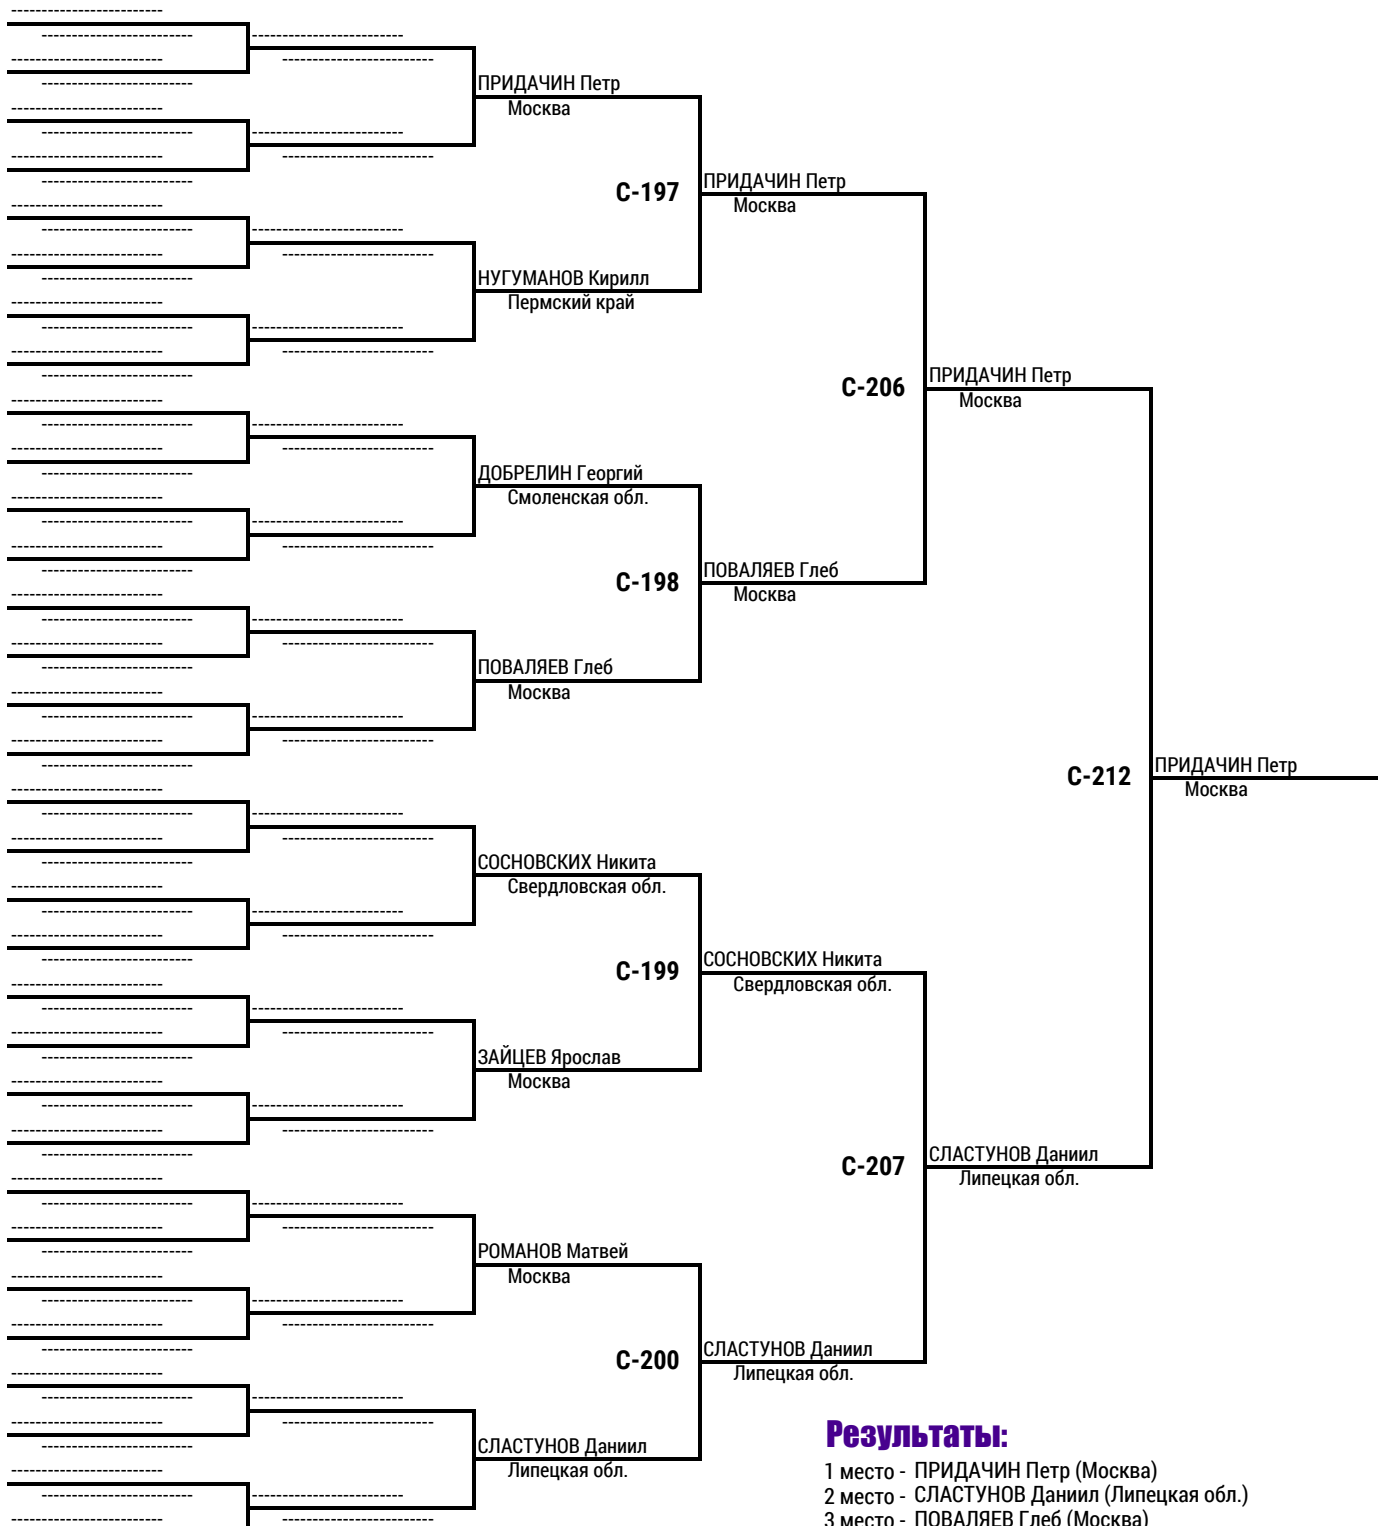 ПРИДАЧИН Петр
Москва
С-197
ПРИДАЧИН Петр
Москва
НУГУМАНОВ Кирилл
Пермский край
С-206
ПРИДАЧИН Петр
Москва
ДОБРЕЛИН Георгий
Смоленская обл.
С-198
ПОВАЛЯЕВ Глеб
Москва
ПОВАЛЯЕВ Глеб
Москва
С-212
ПРИДАЧИН Петр
Москва
СОСНОВСКИХ Никита
Свердловская обл.
С-199
СОСНОВСКИХ Никита
Свердловская обл.
ЗАЙЦЕВ Ярослав
Москва
С-207
СЛАСТУНОВ Даниил
Липецкая обл.
РОМАНОВ Матвей
Москва
С-200
СЛАСТУНОВ Даниил
Липецкая обл.
СЛАСТУНОВ Даниил
Липецкая обл.
Результаты:
1 место - ПРИДАЧИН Петр (Москва)
2 место - СЛАСТУНОВ Даниил (Липецкая обл.)
3 место - ПОВАЛЯЕВ Глеб (Москва)